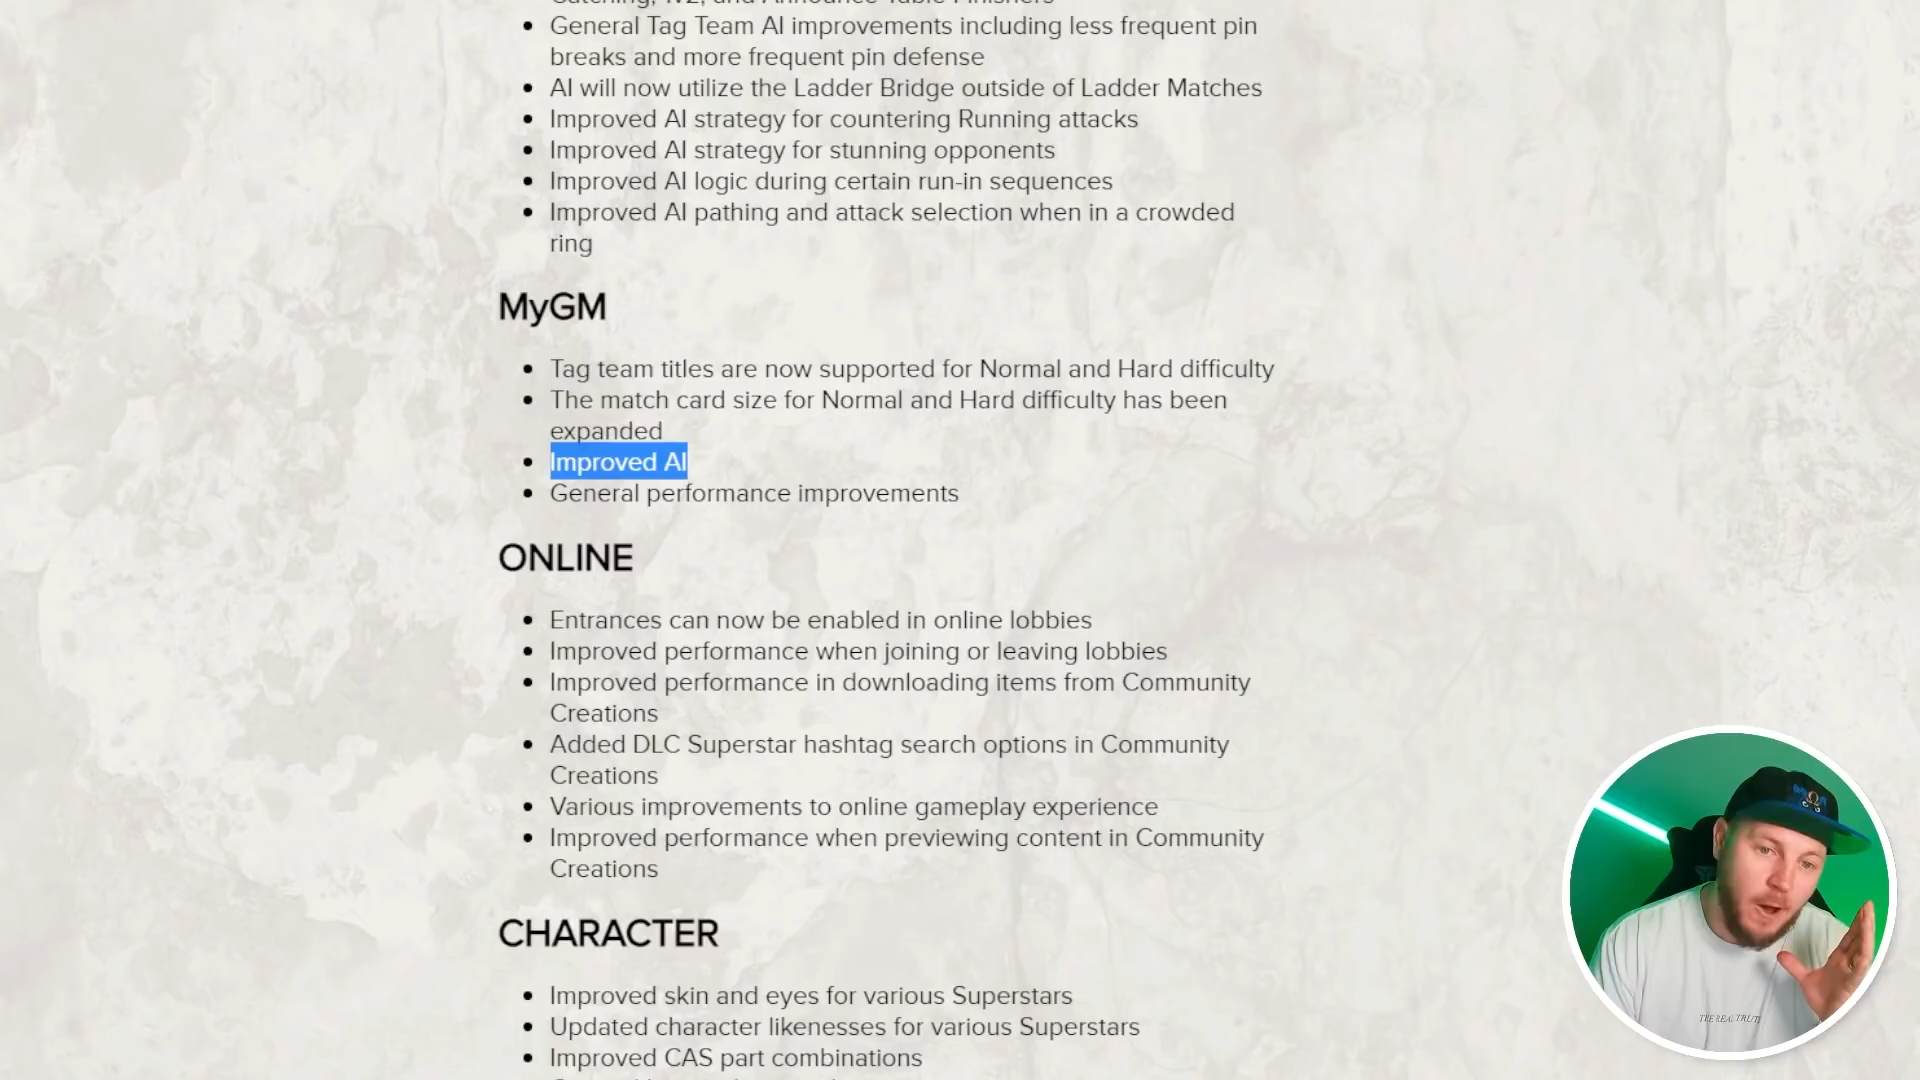 General Tag Team AI improvements including less frequent pin
breaks and more frequent pin defense
AI will now utilize the Ladder Bridge outside of Ladder Matches
Improved AI strategy for countering Running attacks
Improved AI strategy for stunning opponents
Improved AI logic during certain run-in sequences
Improved AI pathing and attack selection when in a crowded
ring
MyGM
Tag team titles are now supported for Normal and Hard difficulty
The match card size for Normal and Hard difficulty has been
expanded
Improved AI
General performance improvements
ONLINE
Entrances can now be enabled in online lobbies
Improved performance when joining or leaving lobbies
Improved performance in downloading items from Community
Creations
Added DLC Superstar hashtag search options in Community
Creations
Various improvements to online gameplay experience
Improved performance when previewing content in Community
Creations
CHARACTER
Improved skin and eyes for various Superstars
Updated character likenesses for various Superstars
Improved CAS part combinations
THE REAL TRUTH